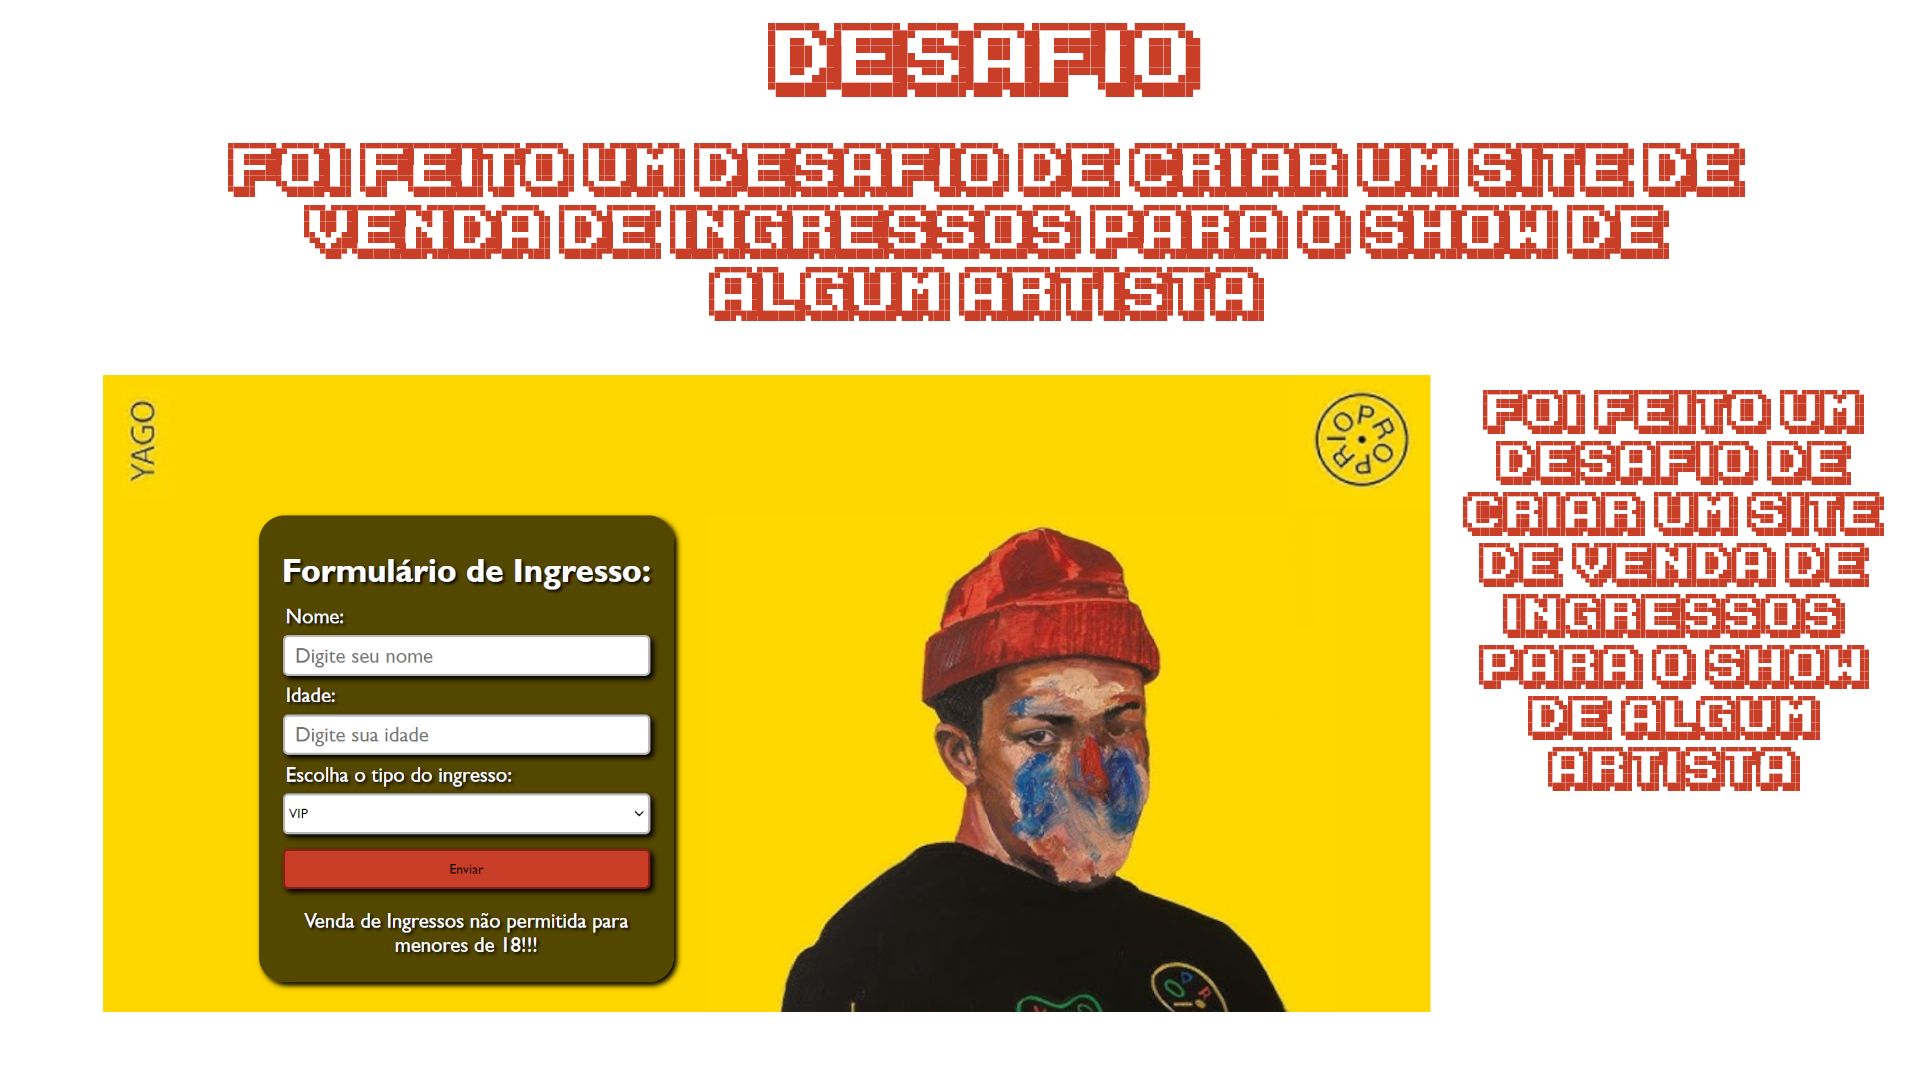 DESAFIO
FOI FEITO UM DESAFIO DE CRIAR UM SITE DE
VENDA DE INGRESSOS PARA O SHOW DE
ALGUM ARTISTA
YAGO
OPRÓPRIO
Formulário de Ingresso:
Nome:
Digite seu nome
Idade:
Digite sua idade
Escolha o tipo do ingresso:
VIP
Enviar
Venda de Ingressos não permitida para
menores de 18!!!
FOI FEITO UM
DESAFIO DE
CRIAR UM SITE
DE VENDA DE
INGRESSOS
PARA O SHOW
DE ALGUM
ARTISTA